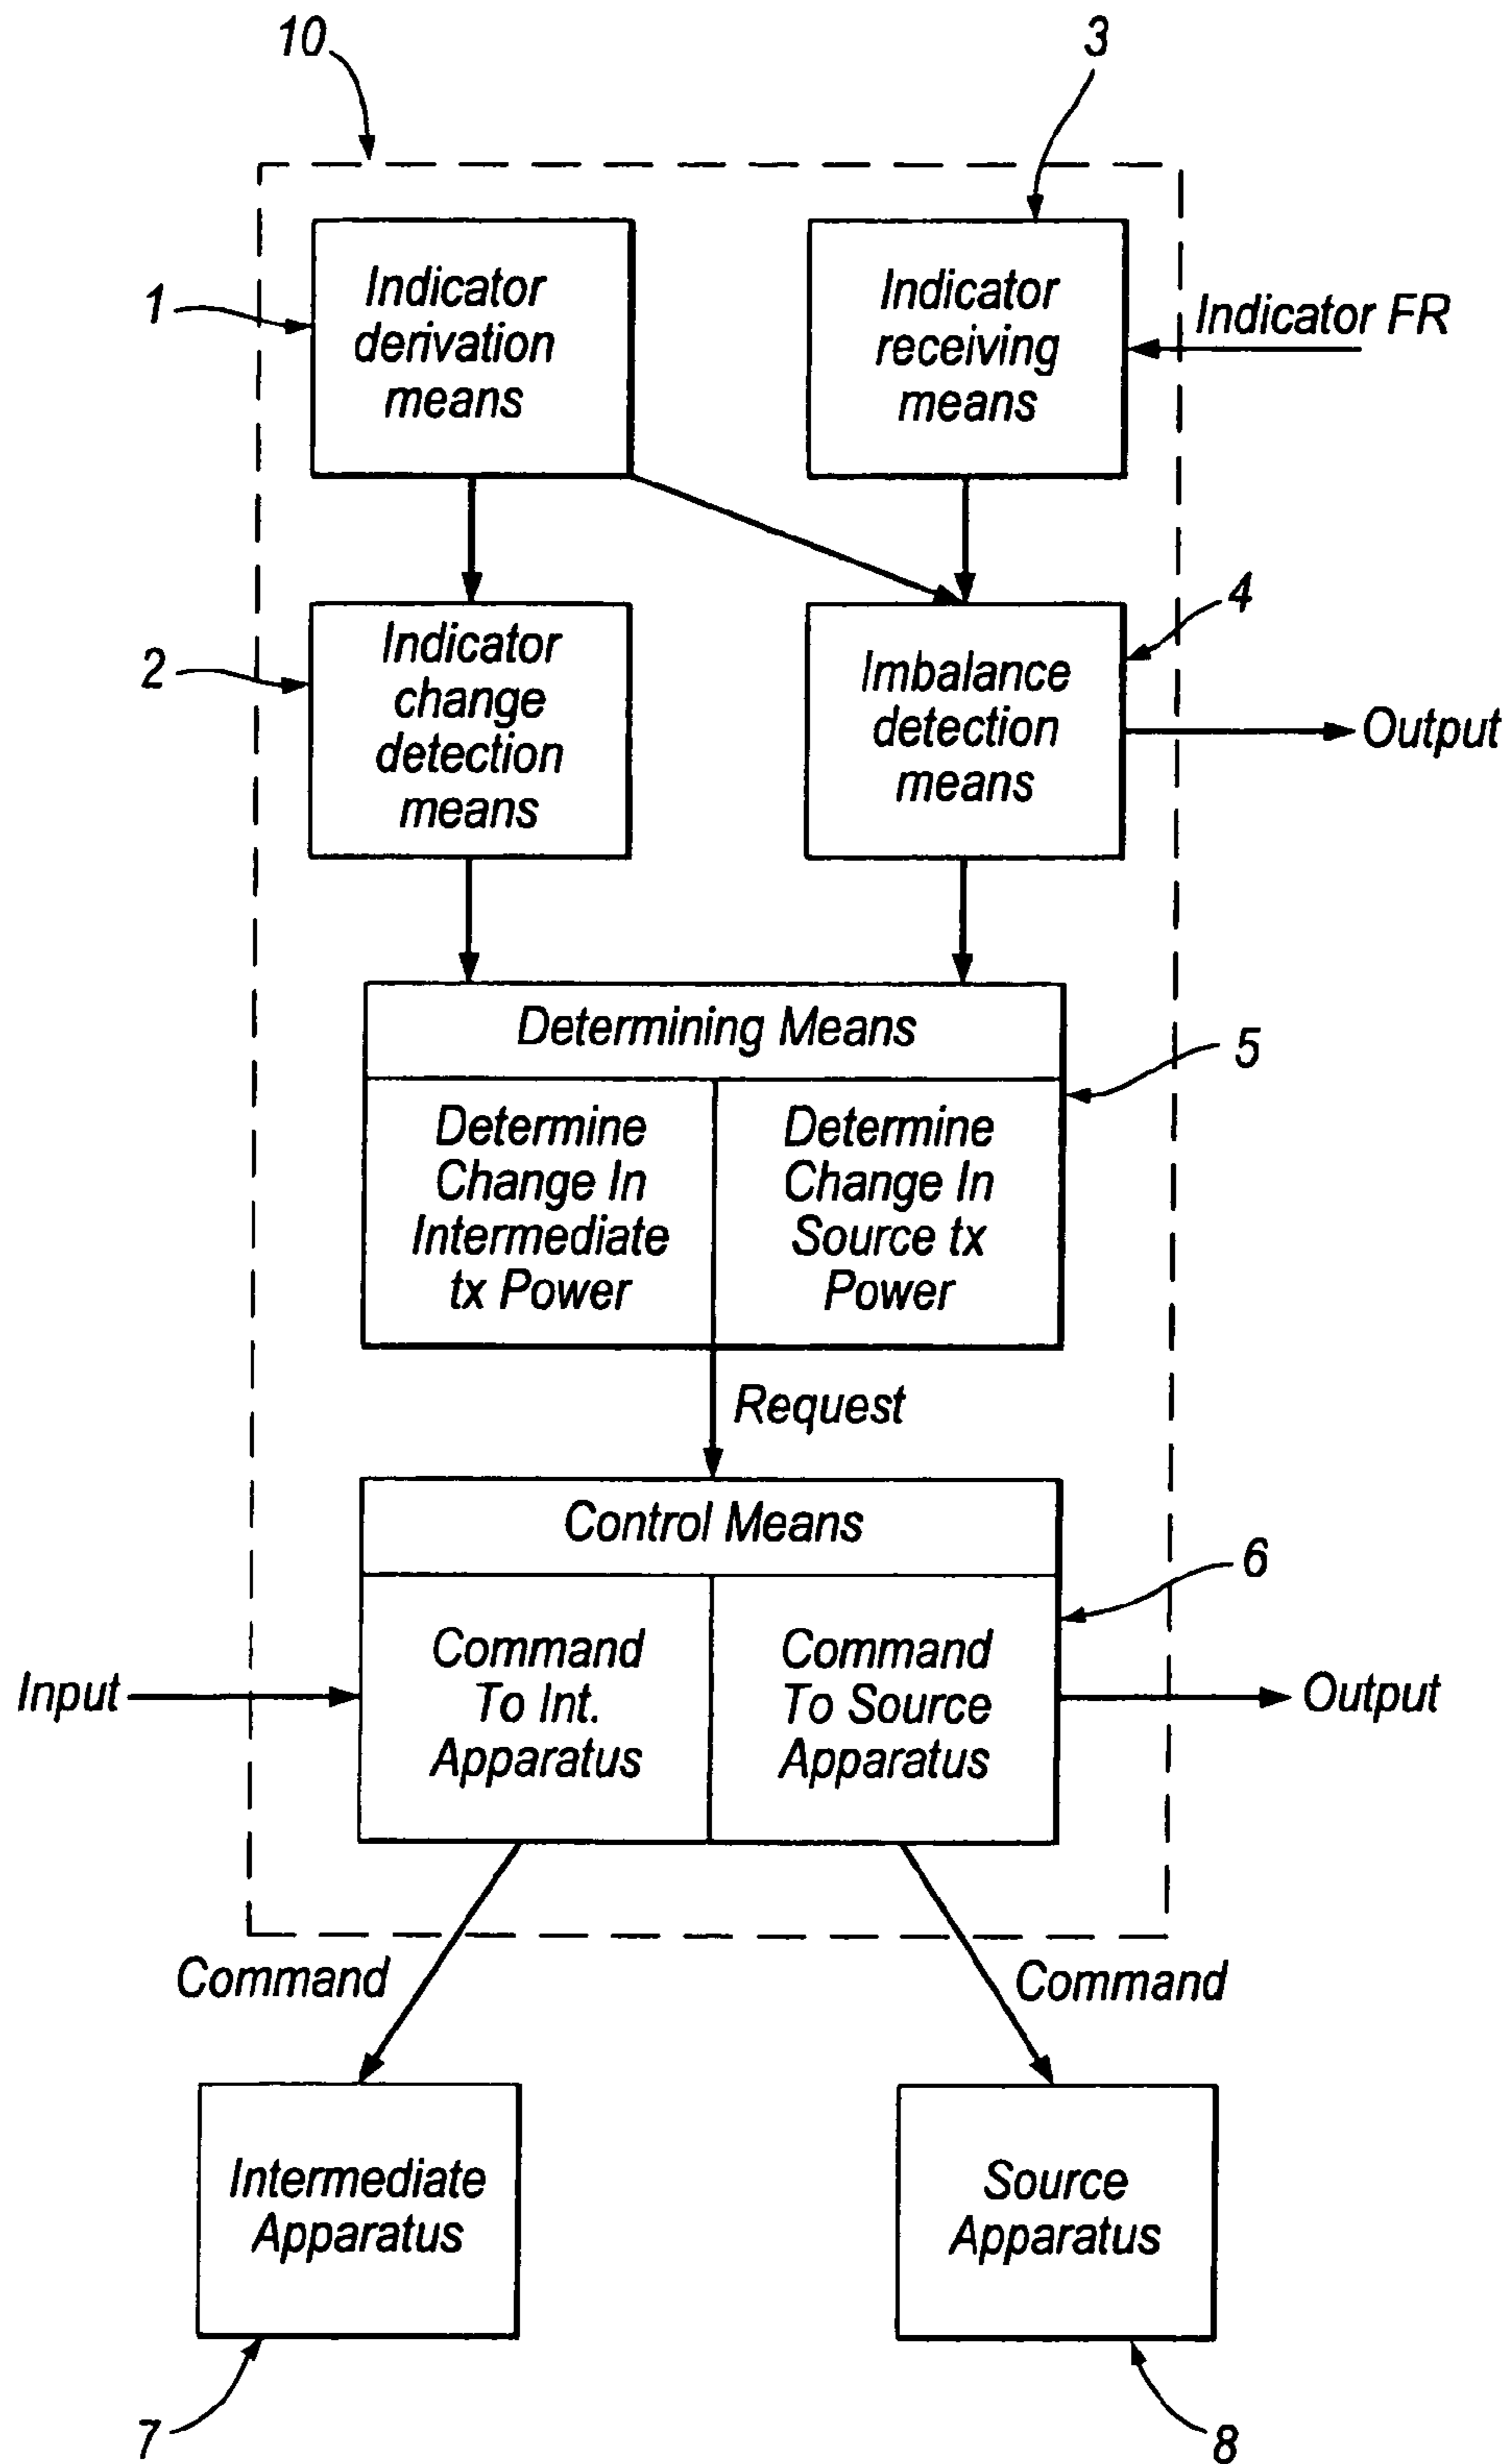 10
3
Indicator
derivation
means
Indicator
receiving
means
1
Indicator FR
Indicator
change
detection
means
Imbalance
detection
means
2
4
Output
Determining Means
5
Determine
Change In
Intermediate
tx Power
Determine
Change In
Source tx
Power
Request
Control Means
6
Command
To Int.
Apparatus
Command
To Source
Apparatus
Input
Output
Command
Command
Intermediate
Apparatus
Source
Apparatus
7
8